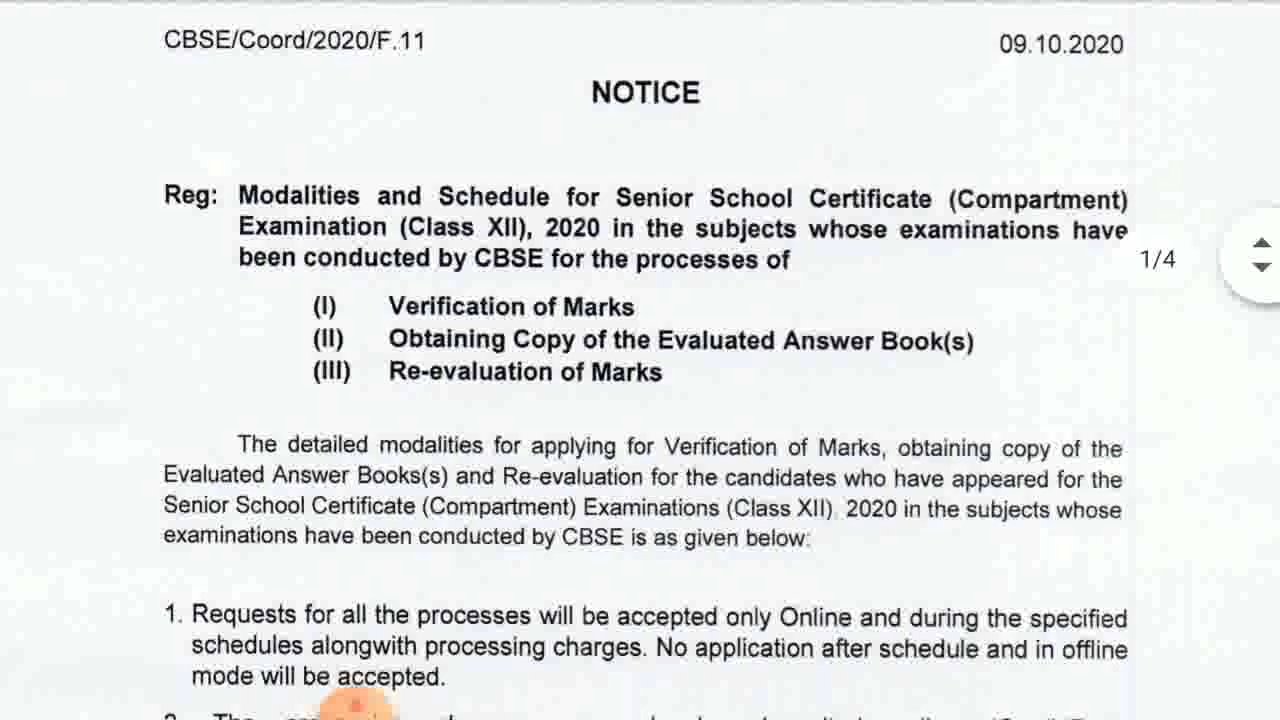 CBSE/Coord/2020/F.11 09.10.2020
NOTICE
Reg: Modalities and Schedule for Senior School Certificate (Compartment)
Examination (Class XII), 2020 in the subjects whose examinations have
been conducted by CBSE for the processes of
1/4
(I) Verification of Marks
(II) Obtaining Copy of the Evaluated Answer Book(s)
(III) Re-evaluation of Marks
The detailed modalities for applying for Verification of Marks, obtaining copy of the
Evaluated Answer Books(s) and Re-evaluation for the candidates who have appeared for the
Senior School Certificate (Compartment) Examinations (Class XII), 2020 in the subjects whose
examinations have been conducted by CBSE is as given below:
1. Requests for all the processes will be accepted only Online and during the specified
schedules alongwith processing charges. No application after schedule and in offline
mode will be accepted.